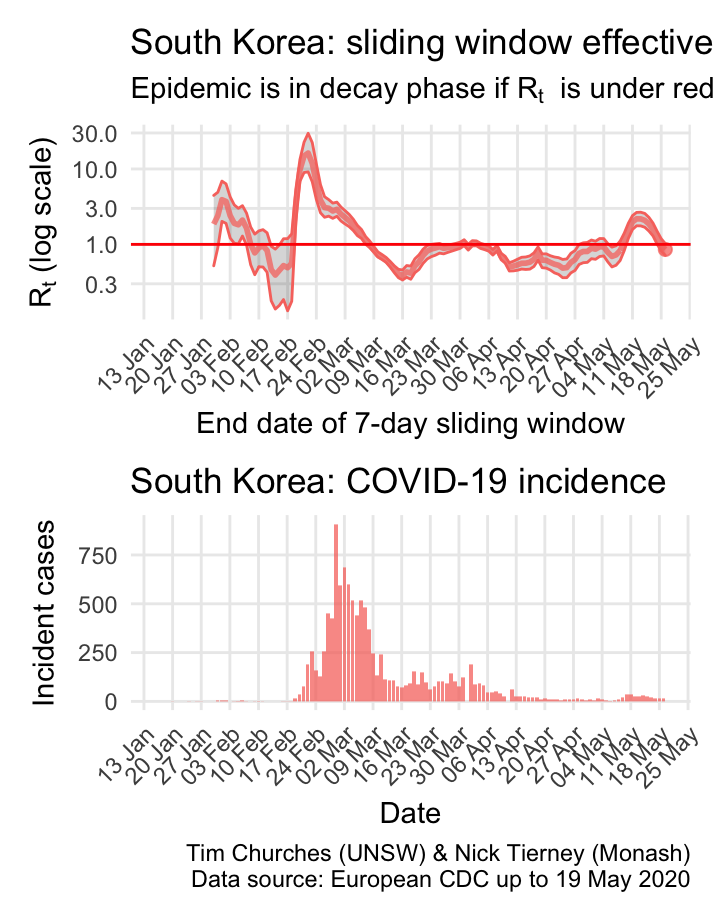 South Korea: sliding window effective
Epidemic is in decay phase if Rt is under red
Rt (log scale)
30.0
10.0
3.0
1.0
0.3
13 Jan
20 Jan
27 Jan
03 Feb
10 Feb
17 Feb
24 Feb
02 Mar
09 Mar
16 Mar
23 Mar
30 Mar
06 Apr
13 Apr
20 Apr
27 Apr
04 May
11 May
18 May
25 May
End date of 7-day sliding window
South Korea: COVID-19 incidence
Incident cases
750
500
250
0
13 Jan
20 Jan
27 Jan
03 Feb
10 Feb
17 Feb
24 Feb
02 Mar
09 Mar
16 Mar
23 Mar
30 Mar
06 Apr
13 Apr
20 Apr
27 Apr
04 May
11 May
18 May
25 May
Date
Tim Churches (UNSW) & Nick Tierney (Monash)
Data source: European CDC up to 19 May 2020